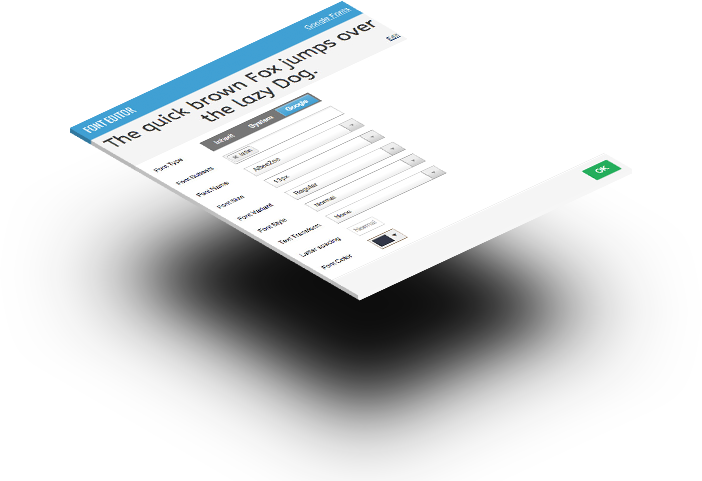 FONT EDITOR
Google Fonts
The quick brown Fox jumps over
the lazy Dog.
Edit
Font Type
Inherit
System
Google
Font Subsets
× latin
Font Name
ABeeZee
Font Size
13px
Font Variant
Regular
Font Style
Normal
Text Transform
None
Letter spacing
Normal
Font Color
OK